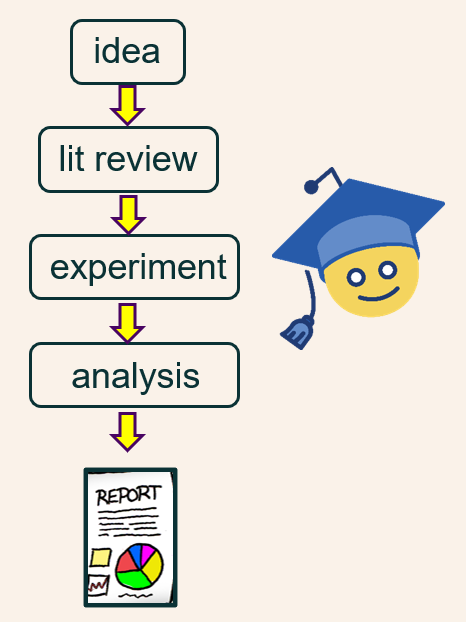 idea
lit review
experiment
analysis
REPORT